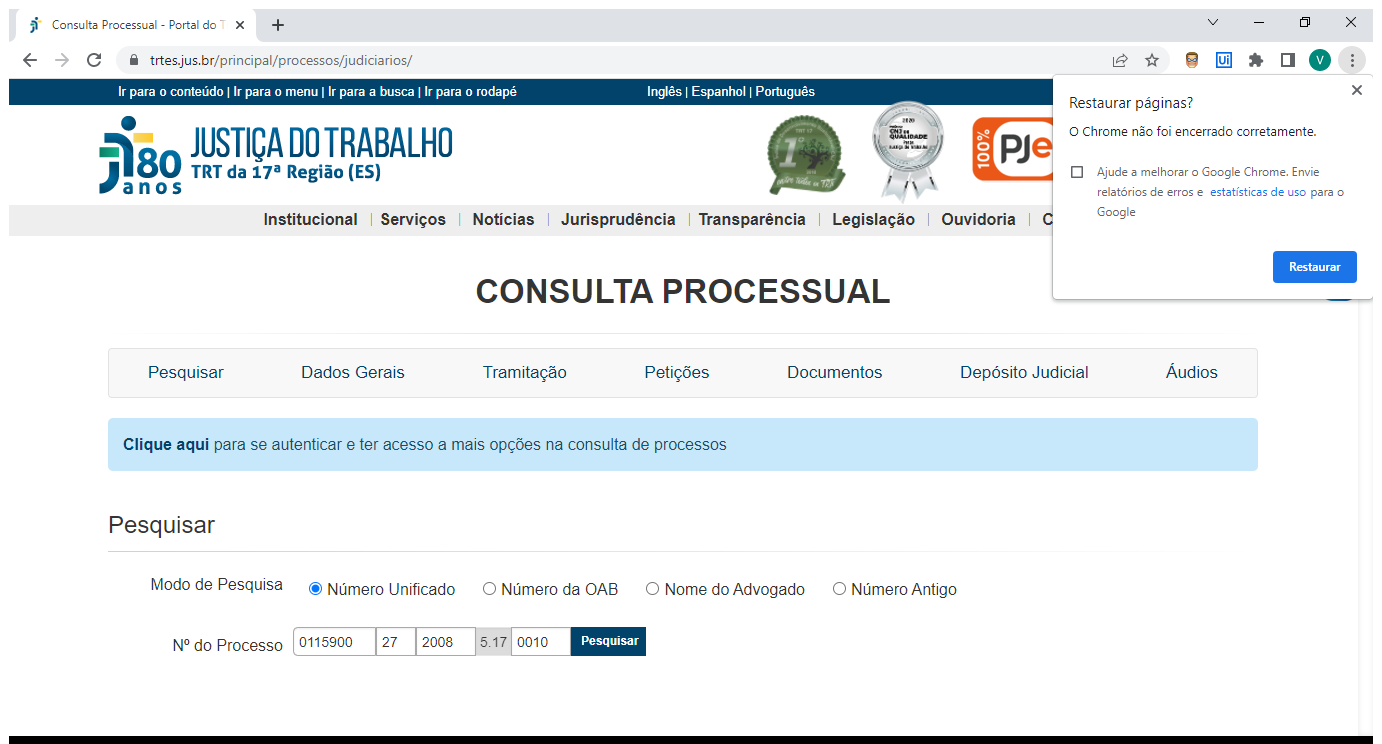 Consulta Processual - Portal do T
trtes.jus.br/principal/processos/judiciarios/
Ui
V
Ir para o conteúdo | Ir para o menu | Ir para a busca | Ir para o rodapé
Inglês | Espanhol | Português
80 anos
JUSTIÇA DO TRABALHO
TRT da 17ª Região (ES)
1º
2020
CNJ DE
QUALIDADE
100% PJe
Institucional | Serviços | Notícias | Jurisprudência | Transparência | Legislação | Ouvidoria | C
Restaurar páginas?
O Chrome não foi encerrado corretamente.
Ajude a melhorar o Google Chrome. Envie
relatórios de erros e estatísticas de uso para o
Google
Restaurar
CONSULTA PROCESSUAL
Pesquisar Dados Gerais Tramitação Petições Documentos Depósito Judicial Áudios
Clique aqui para se autenticar e ter acesso a mais opções na consulta de processos
Pesquisar
Modo de Pesquisa Número Unificado Número da OAB Nome do Advogado Número Antigo
Nº do Processo 0115900 27 2008 5.17 0010 Pesquisar